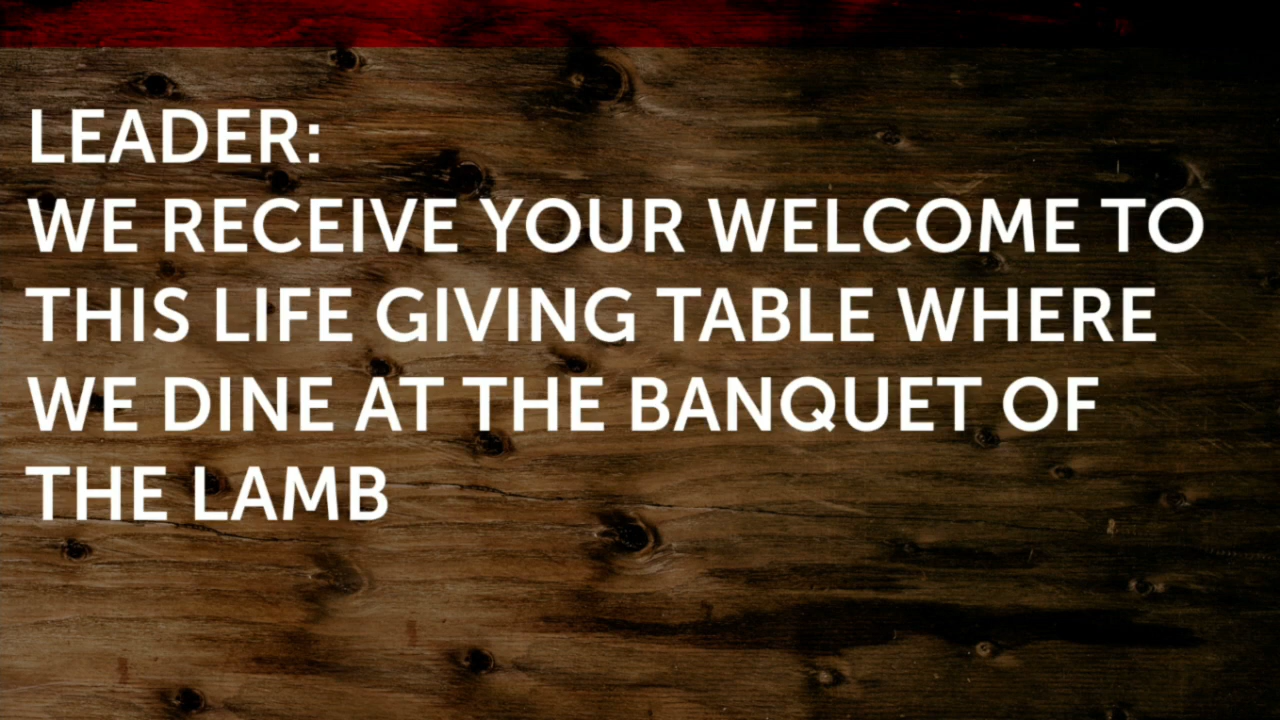 LEADER:
WE RECEIVE YOUR WELCOME TO
THIS LIFE GIVING TABLE WHERE
WE DINE AT THE BANQUET OF
THE LAMB